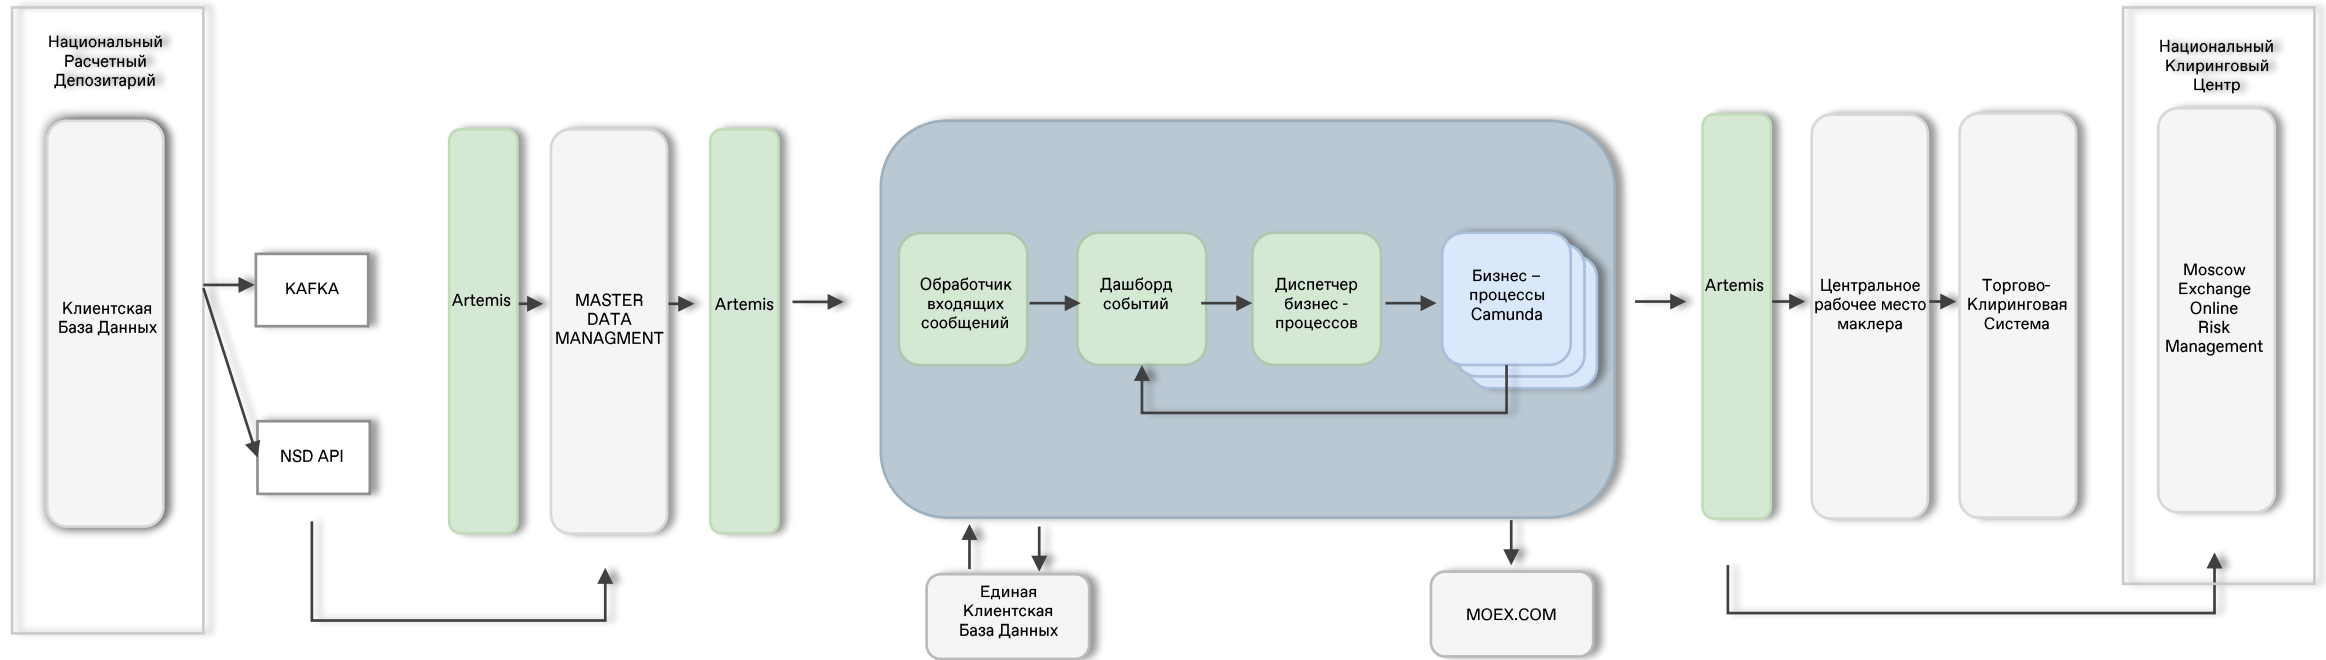 Национальный
Расчетный
Депозитарий
Клиентская
База Данных
KAFKA
NSD API
Artemis
MASTER
DATA
MANAGMENT
Artemis
Обработчик
входящих
сообщений
Дашборд
событий
Диспетчер
бизнес -
процессов
Бизнес –
процессы
Camunda
Единая
Клиентская
База Данных
MOEX.COM
Artemis
Центральное
рабочее место
маклера
Торгово-
Клиринговая
Система
Национальный
Клиринговый
Центр
Moscow
Exchange
Online
Risk
Management